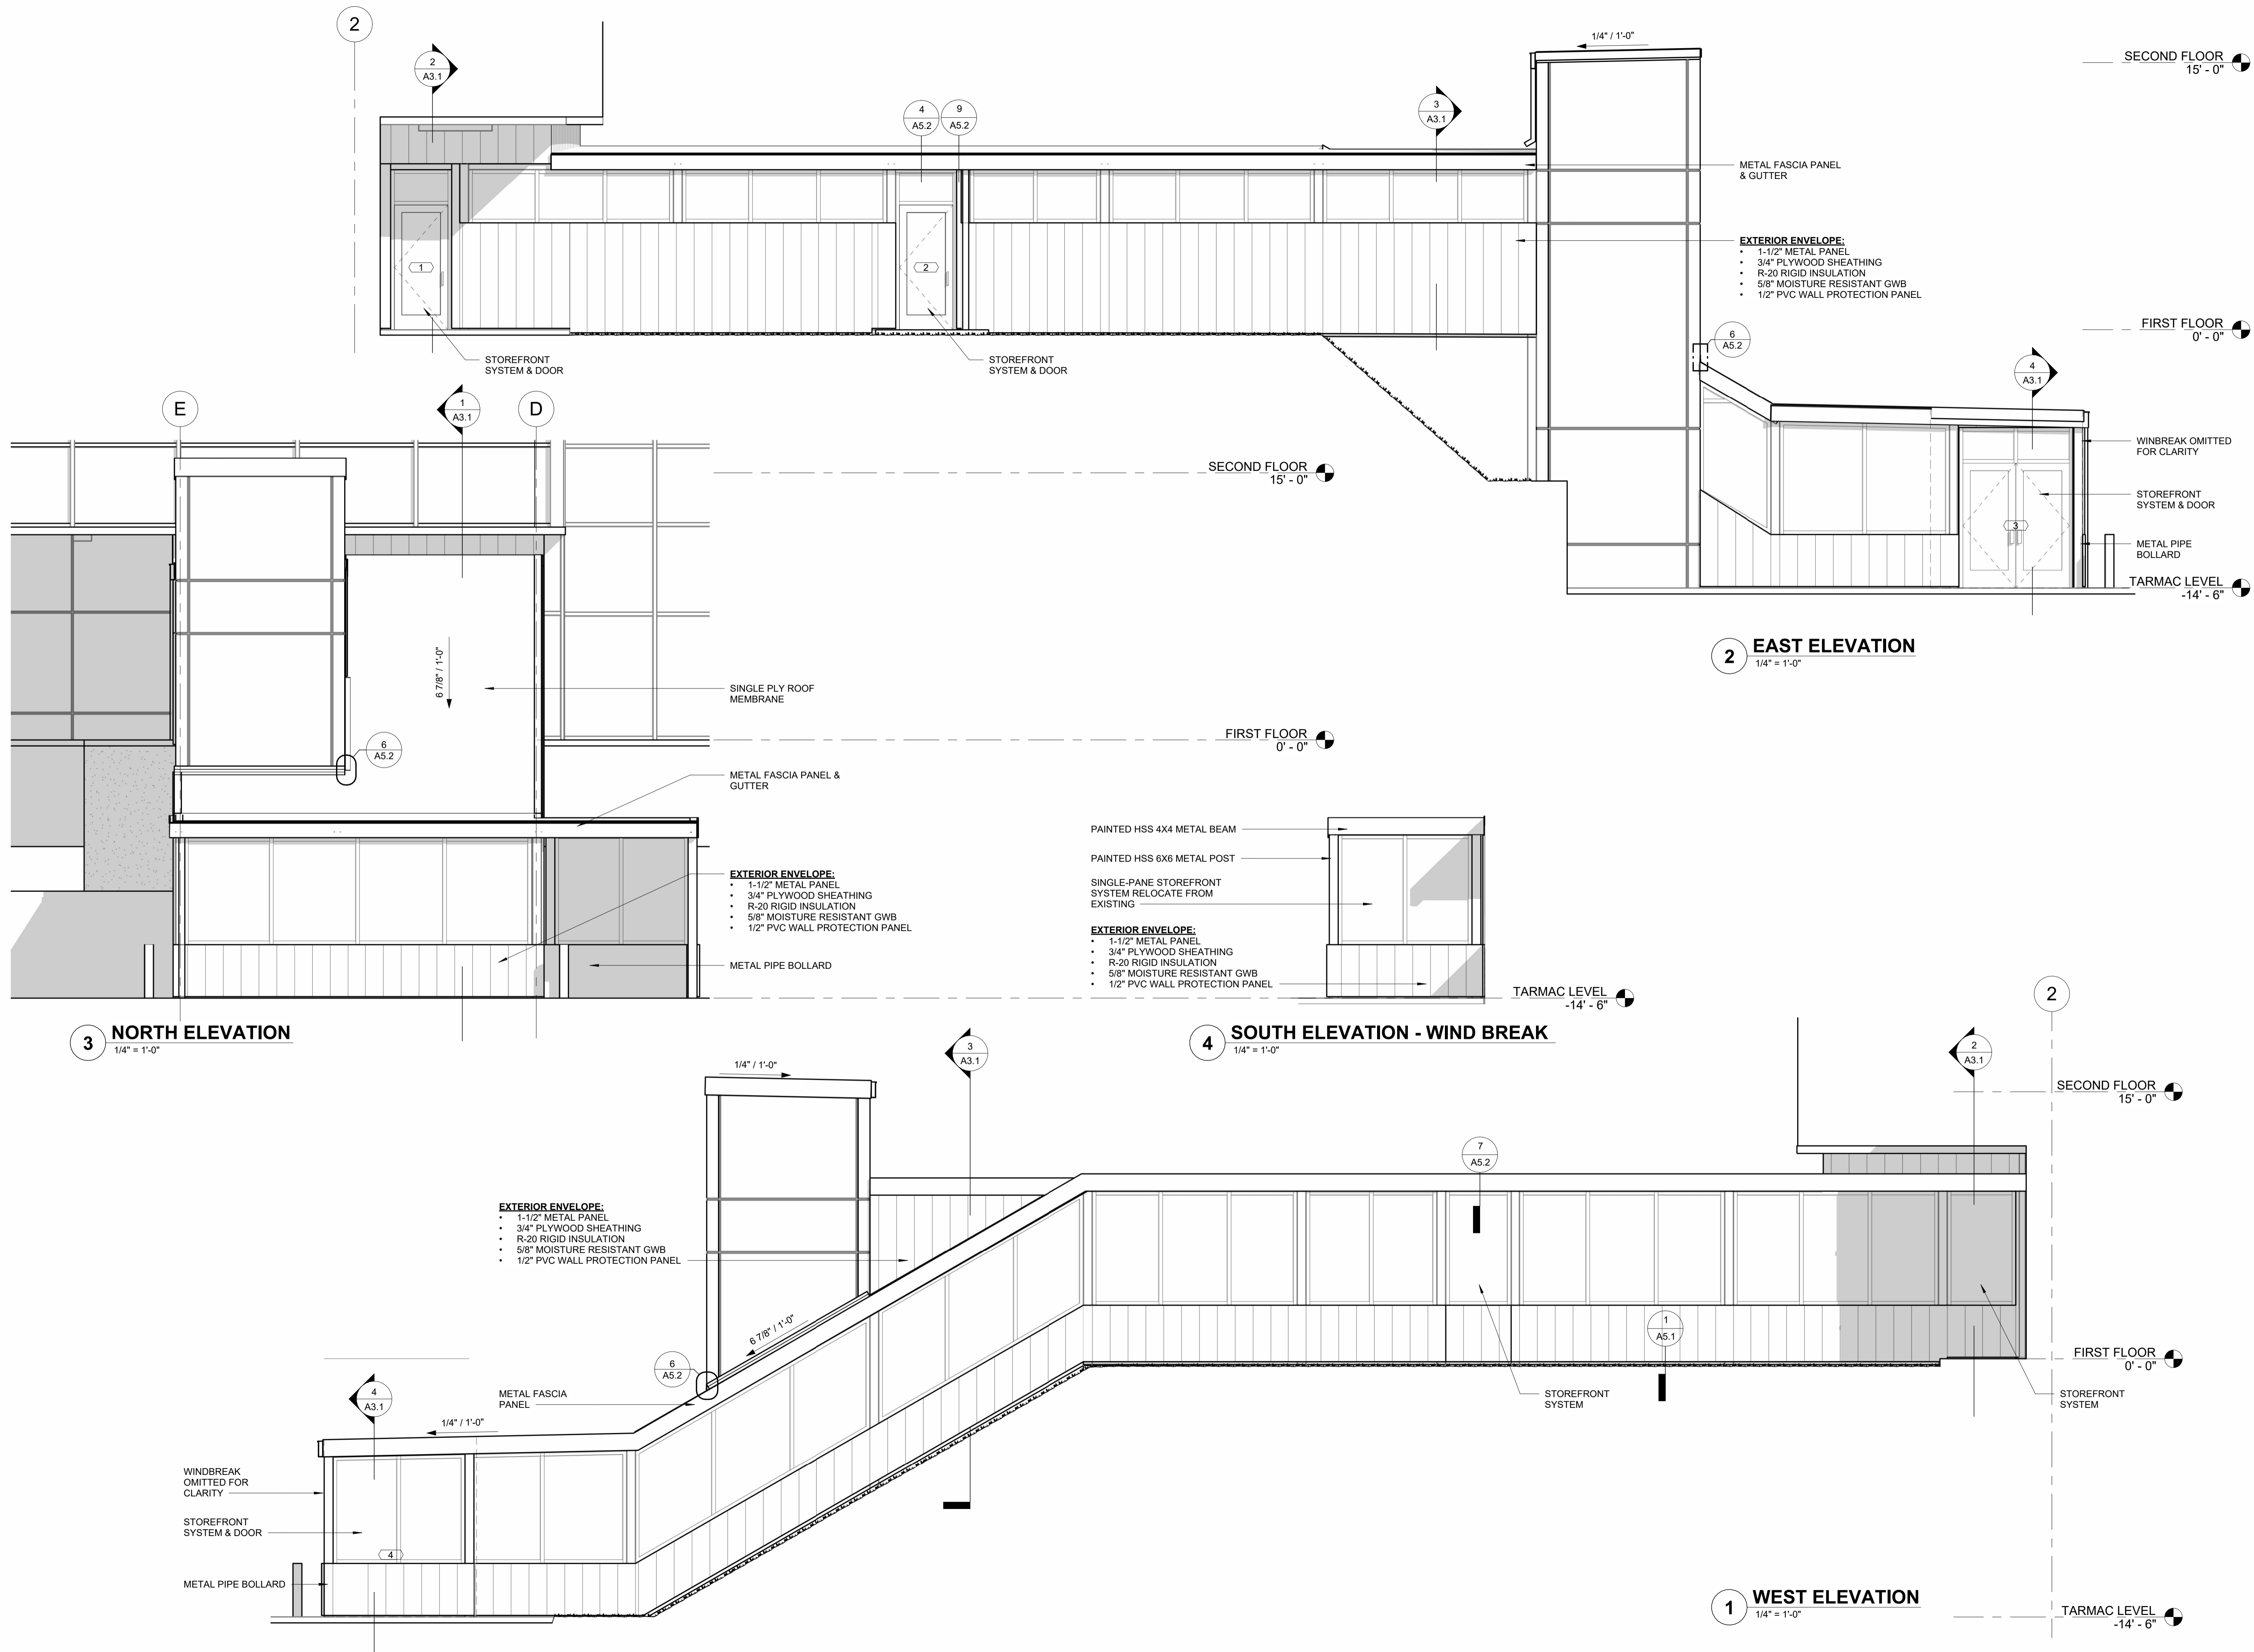 2
2
A3.1
4
A5.2
9
A5.2
3
A3.1
1/4" / 1'-0"
SECOND FLOOR
15' - 0"
METAL FASCIA PANEL
& GUTTER
EXTERIOR ENVELOPE:
• 1-1/2" METAL PANEL
• 3/4" PLYWOOD SHEATHING
• R-20 RIGID INSULATION
• 5/8" MOISTURE RESISTANT GWB
• 1/2" PVC WALL PROTECTION PANEL
1
2
FIRST FLOOR
0' - 0"
6
A5.2
STOREFRONT
SYSTEM & DOOR
STOREFRONT
SYSTEM & DOOR
4
A3.1
WINBREAK OMITTED
FOR CLARITY
STOREFRONT
SYSTEM & DOOR
3
METAL PIPE
BOLLARD
TARMAC LEVEL
-14' - 6"
2
EAST ELEVATION
1/4" = 1'-0"
E
1
A3.1
D
SECOND FLOOR
15' - 0"
6 7/8" / 1'-0"
SINGLE PLY ROOF
MEMBRANE
6
A5.2
FIRST FLOOR
0' - 0"
METAL FASCIA PANEL &
GUTTER
EXTERIOR ENVELOPE:
• 1-1/2" METAL PANEL
• 3/4" PLYWOOD SHEATHING
• R-20 RIGID INSULATION
• 5/8" MOISTURE RESISTANT GWB
• 1/2" PVC WALL PROTECTION PANEL
METAL PIPE BOLLARD
3
NORTH ELEVATION
1/4" = 1'-0"
PAINTED HSS 4X4 METAL BEAM
PAINTED HSS 6X6 METAL POST
SINGLE-PANE STOREFRONT
SYSTEM RELOCATE FROM
EXISTING
EXTERIOR ENVELOPE:
• 1-1/2" METAL PANEL
• 3/4" PLYWOOD SHEATHING
• R-20 RIGID INSULATION
• 5/8" MOISTURE RESISTANT GWB
• 1/2" PVC WALL PROTECTION PANEL
TARMAC LEVEL
-14' - 6"
4
SOUTH ELEVATION - WIND BREAK
1/4" = 1'-0"
2
3
A3.1
2
A3.1
1/4" / 1'-0"
SECOND FLOOR
15' - 0"
7
A5.2
EXTERIOR ENVELOPE:
• 1-1/2" METAL PANEL
• 3/4" PLYWOOD SHEATHING
• R-20 RIGID INSULATION
• 5/8" MOISTURE RESISTANT GWB
• 1/2" PVC WALL PROTECTION PANEL
6 7/8" / 1'-0"
1
A5.1
6
A5.2
FIRST FLOOR
0' - 0"
4
A3.1
METAL FASCIA
PANEL
STOREFRONT
SYSTEM
STOREFRONT
SYSTEM
1/4" / 1'-0"
WINDBREAK
OMITTED FOR
CLARITY
STOREFRONT
SYSTEM & DOOR
4
METAL PIPE BOLLARD
1
WEST ELEVATION
1/4" = 1'-0"
TARMAC LEVEL
-14' - 6"